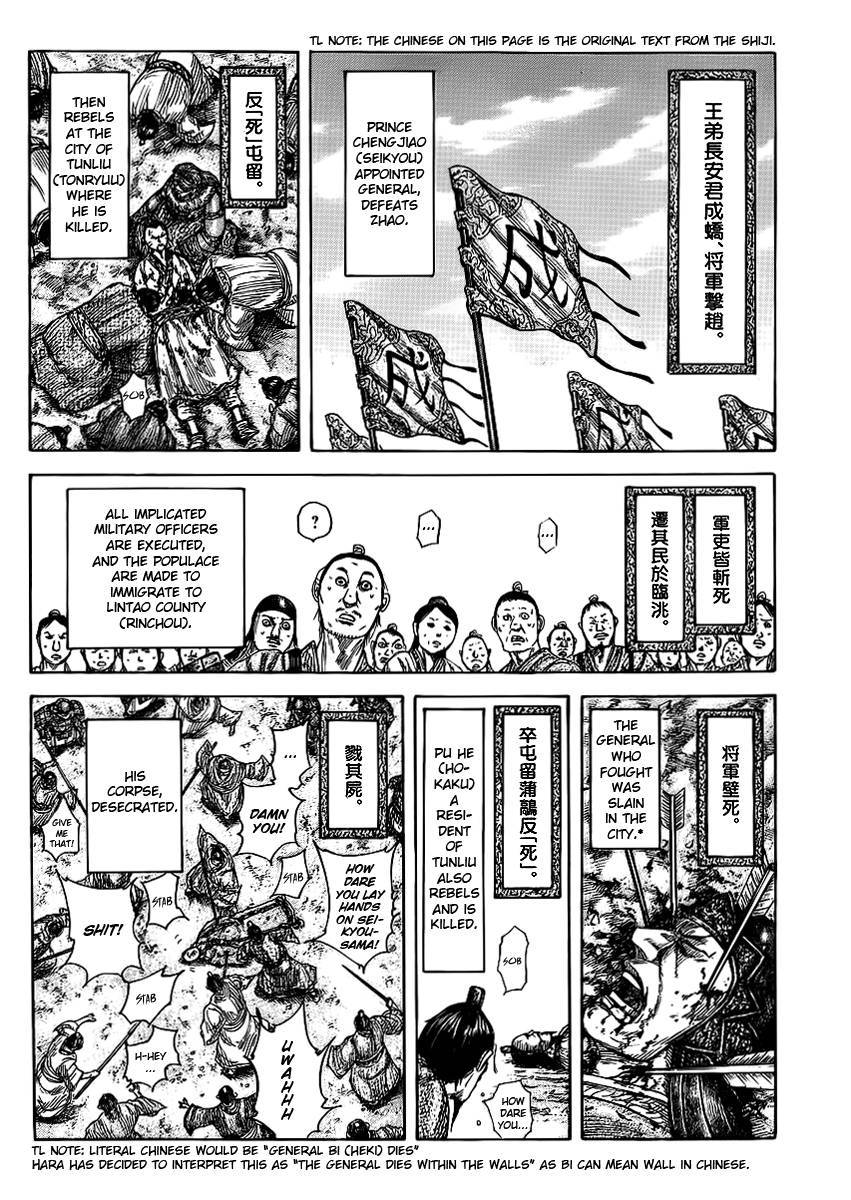 TL NOTE: THE CHINESE ON THIS PAGE IS THE ORIGINAL TEXT FROM THE SHIJI.
王弟長安君成蟜、将軍擊趙。
PRINCE
CHENGJIAO
(SEIKYOU)
APPOINTED
GENERAL,
DEFEATS
ZHAO.
成
成
反「死」屯留。
THEN
REBELS
AT THE
CITY OF
TUNLIU
(TONRYUU)
WHERE
HE IS
KILLED.
SOB
軍吏皆斬死
遷其民於臨洮。
...
...
?
ALL IMPLICATED
MILITARY OFFICERS
ARE EXECUTED,
AND THE POPULACE
ARE MADE TO
IMMIGRATE TO
LINTAO COUNTY
(RINCHOU).
将軍壁死。
THE
GENERAL
WHO
FOUGHT
WAS
SLAIN
IN THE
CITY.*
卒屯留蒲鶮反「死」。
PU HE
(HO-
KAKU)
A
RESI-
DENT
OF
TUNLIU
ALSO
REBELS
AND IS
KILLED.
SOB
HOW
DARE
YOU...
戮其屍。
HIS
CORPSE,
DESECRATED.
...
DAMN
YOU!
GIVE
ME
THAT!
HOW
DARE
YOU LAY
HANDS
ON SEI-
KYOU-
SAMA!
STAB
STAB
SHIT!
STAB
H-HEY
...
UWAHHH
TL NOTE: LITERAL CHINESE WOULD BE "GENERAL BI (HEKI) DIES"
HARA HAS DECIDED TO INTERPRET THIS AS "THE GENERAL DIES WITHIN THE WALLS" AS BI CAN MEAN WALL IN CHINESE.